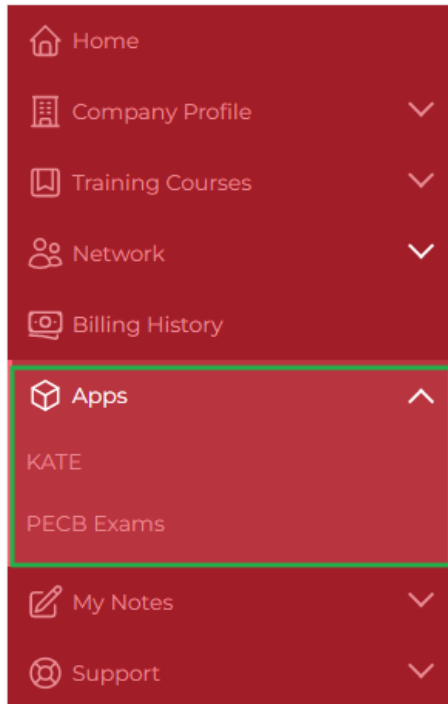 Home
Company Profile
Training Courses
Network
Billing History
Apps
KATE
PECB Exams
My Notes
Support